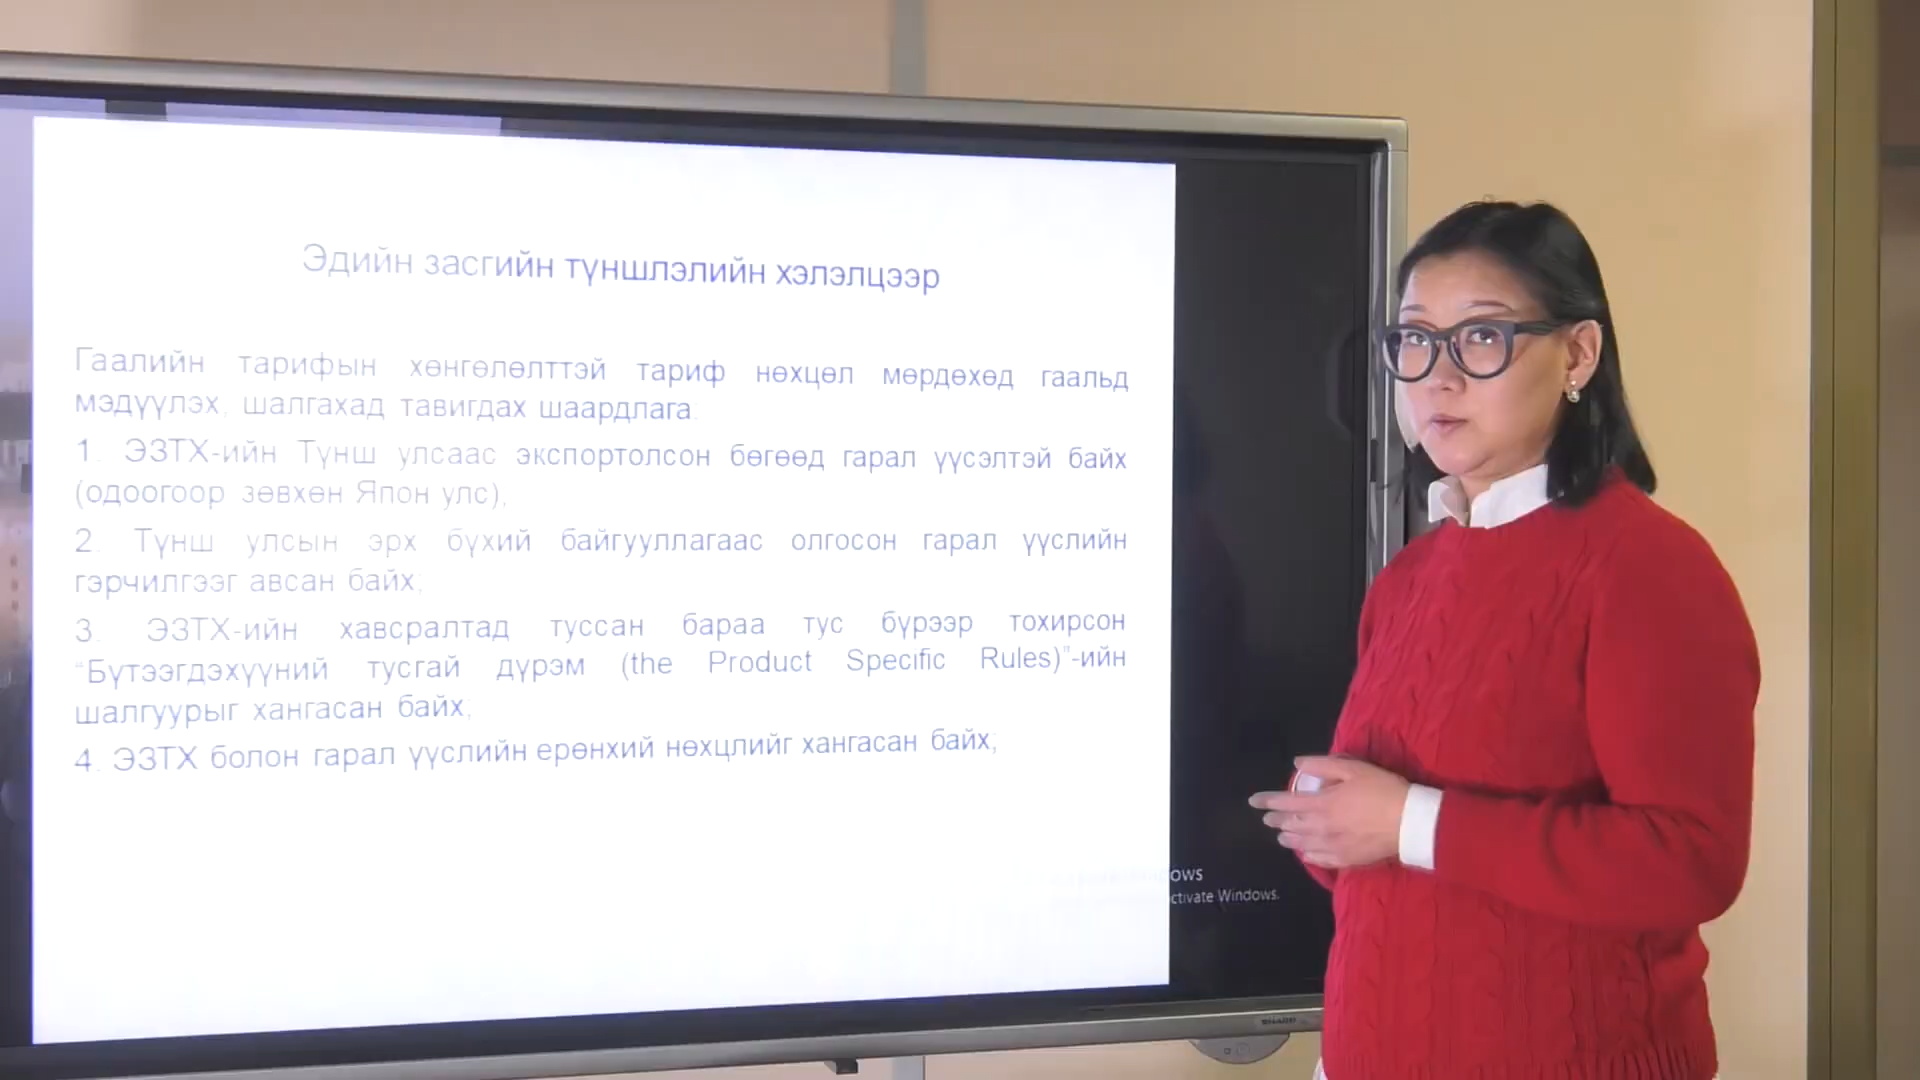 Эдийн засгийн түншлэлийн хэлэлцээр
Гаалийн тарифын хөнгөлөлттэй тариф нөхцөл мөрдөхөд гаальд
мэдүүлэх, шалгахад тавигдах шаардлага:
1. ЭЗТХ-ийн Түнш улсаас экспортолсон бөгөөд гарал үүсэлтэй байх
(одоогоор зөвхөн Япон улс),
2. Түнш улсын эрх бүхий байгууллагаас олгосон гарал үүслийн
гэрчилгээг авсан байх;
3. ЭЗТХ-ийн хавсралтад туссан бараа тус бүрээр тохирсон
“Бүтээгдэхүүний тусгай дүрэм (the Product Specific Rules)”-ийн
шалгуурыг хангасан байх;
4. ЭЗТХ болон гарал үүслийн ерөнхий нөхцлийг хангасан байх;
ctivate Windows.
SHARP